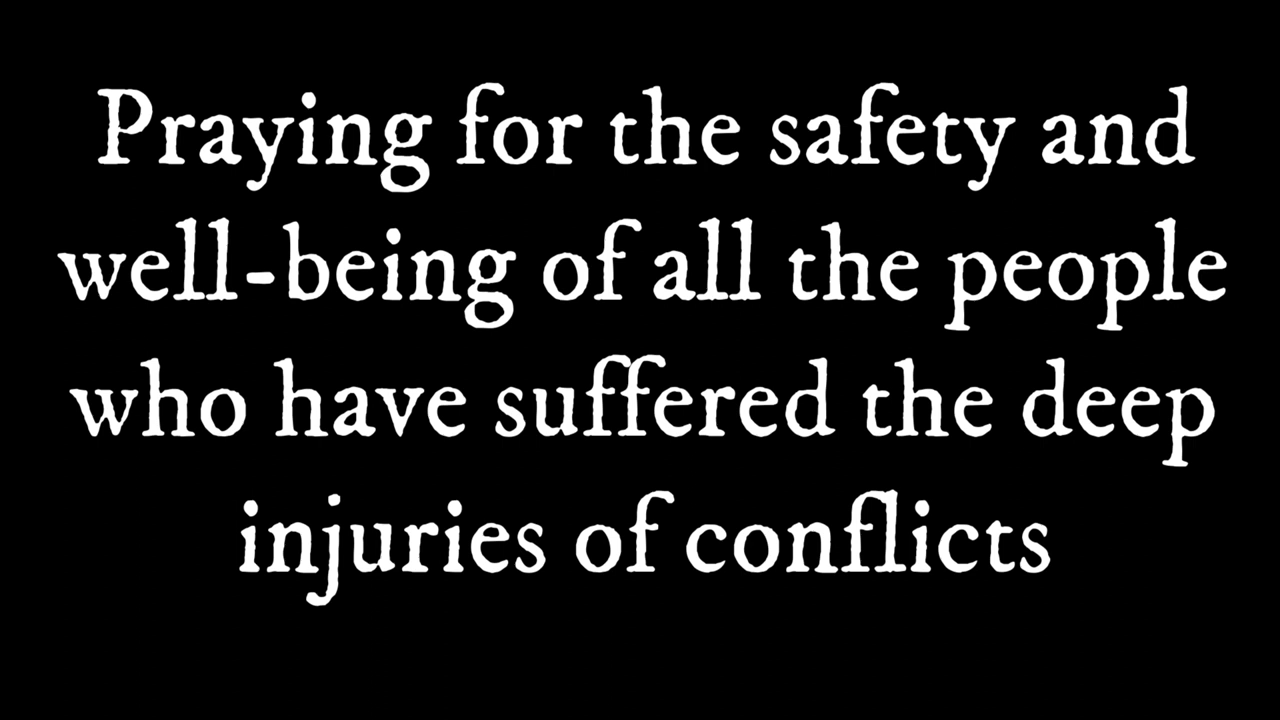 Praying for the safety and
well-being of all the people
who have suffered the deep
injuries of conflicts